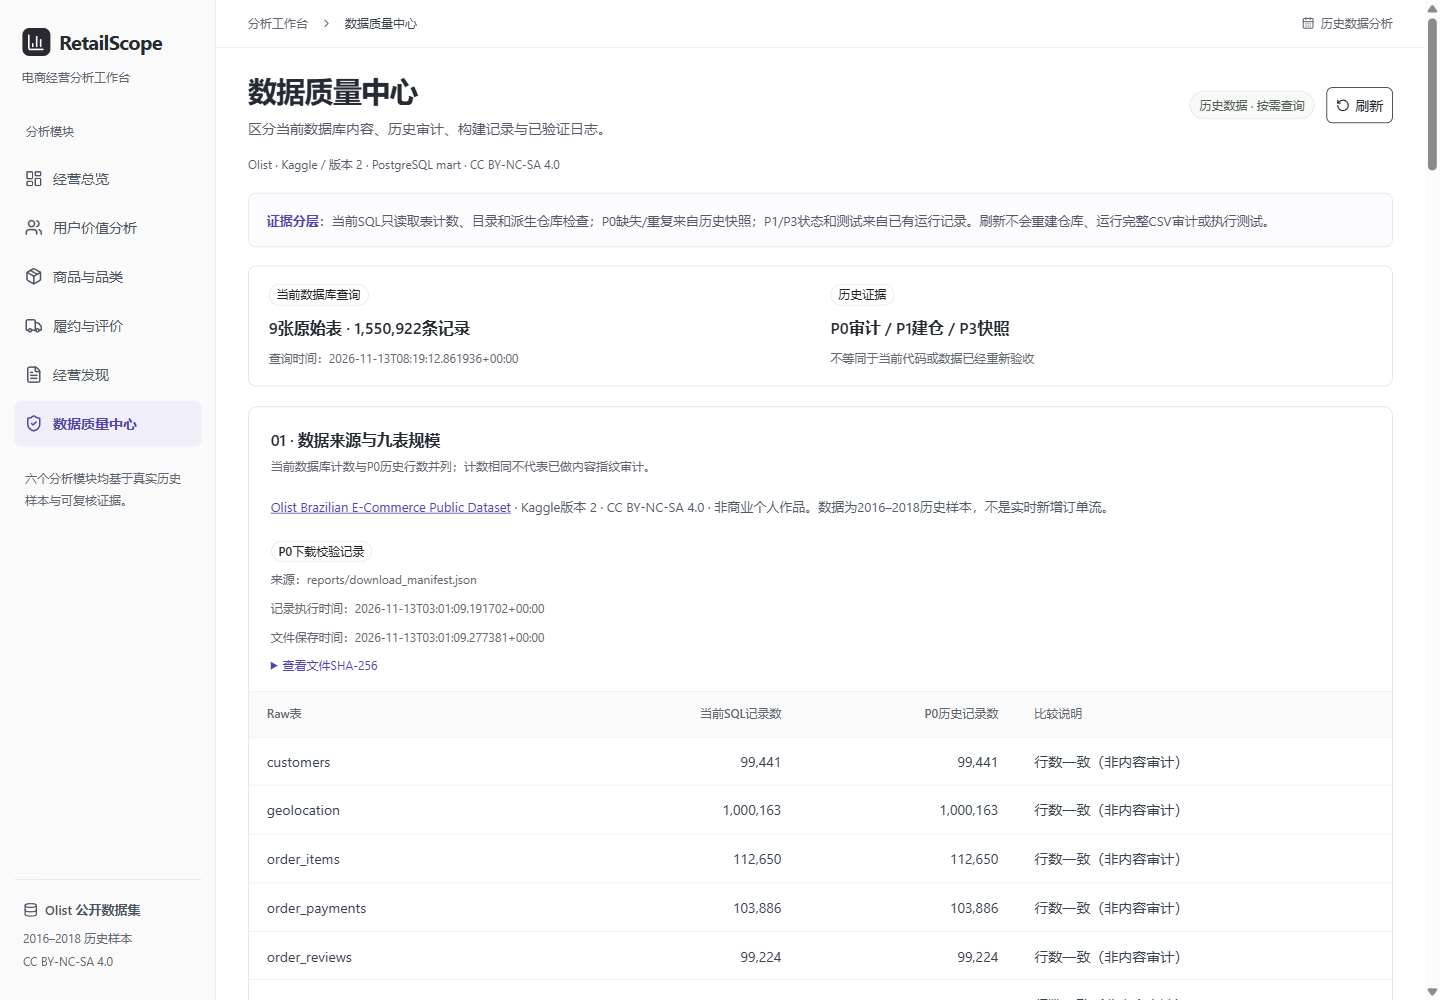 RetailScope
电商经营分析工作台
分析模块
经营总览
用户价值分析
商品与品类
履约与评价
经营发现
数据质量中心
六个分析模块均基于真实历史
样本与可复核证据。
Olist 公开数据集
2016–2018 历史样本
CC BY-NC-SA 4.0
分析工作台 > 数据质量中心
历史数据分析
数据质量中心
区分当前数据库内容、历史审计、构建记录与已验证日志。
Olist · Kaggle / 版本 2 · PostgreSQL mart · CC BY-NC-SA 4.0
历史数据 · 按需查询
刷新
证据分层：当前SQL只读取表计数、目录和派生仓库检查；P0缺失/重复来自历史快照；P1/P3状态和测试来自已有运行记录。刷新不会重建仓库、运行完整CSV审计或执行测试。
当前数据库查询
9张原始表 · 1,550,922条记录
查询时间：2026-11-13T08:19:12.861936+00:00
历史证据
P0审计 / P1建仓 / P3快照
不等同于当前代码或数据已经重新验收
01 · 数据来源与九表规模
当前数据库计数与P0历史行数并列；计数相同不代表已做内容指纹审计。
Olist Brazilian E-Commerce Public Dataset · Kaggle版本 2 · CC BY-NC-SA 4.0 · 非商业个人作品。数据为2016–2018历史样本，不是实时新增订单流。
P0下载校验记录
来源：reports/download_manifest.json
记录执行时间：2026-11-13T03:01:09.191702+00:00
文件保存时间：2026-11-13T03:01:09.277381+00:00
查看文件SHA-256
Raw表 当前SQL记录数 P0历史记录数 比较说明
customers 99,441 99,441 行数一致（非内容审计）
geolocation 1,000,163 1,000,163 行数一致（非内容审计）
order_items 112,650 112,650 行数一致（非内容审计）
order_payments 103,886 103,886 行数一致（非内容审计）
order_reviews 99,224 99,224 行数一致（非内容审计）